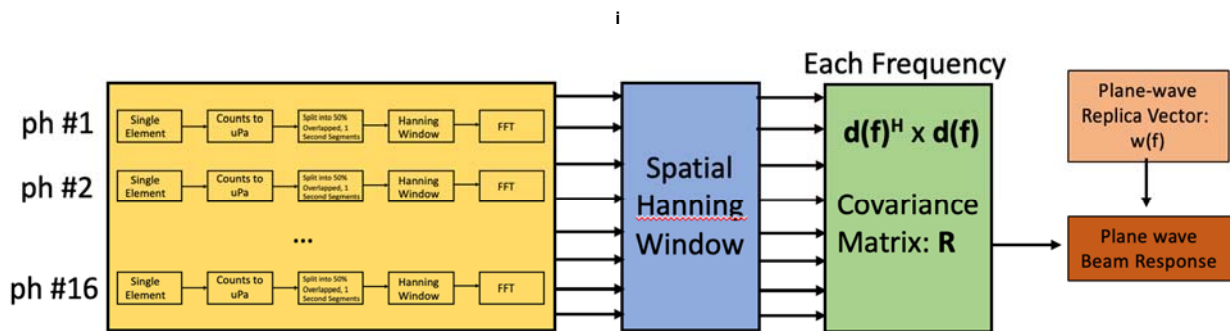 i
Each Frequency
ph #1
Single
Element
Counts to
uPa
Split into 50%
Overlapped, 1
Second Segments
Hanning
Window
FFT
ph #2
Single
Element
Counts to
uPa
Split into 50%
Overlapped, 1
Second Segments
Hanning
Window
FFT
...
ph #16
Single
Element
Counts to
uPa
Split into 50%
Overlapped, 1
Second Segments
Hanning
Window
FFT
Spatial
Hanning
Window
d(f)ᴴ x d(f)
Covariance
Matrix: R
Plane-wave
Replica Vector:
w(f)
Plane wave
Beam Response